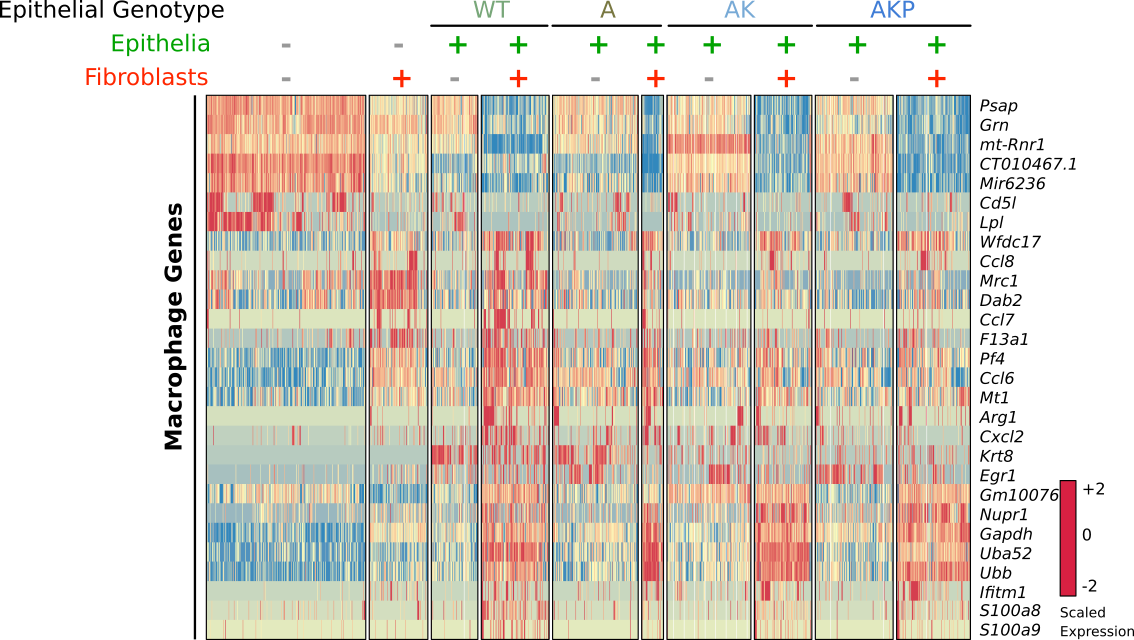 Epithelial Genotype WT A AK AKP
Epithelia - - + + + + + + + +
Fibroblasts - + - + - + - + - +
Macrophage Genes
Psap
Grn
mt-Rnr1
CT010467.1
Mir6236
Cd5l
Lpl
Wfdc17
Ccl8
Mrc1
Dab2
Ccl7
F13a1
Pf4
Ccl6
Mt1
Arg1
Cxcl2
Krt8
Egr1
Gm10076
Nupr1
Gapdh
Uba52
Ubb
Ifitm1
S100a8
S100a9
+2
0
-2
Scaled
Expression